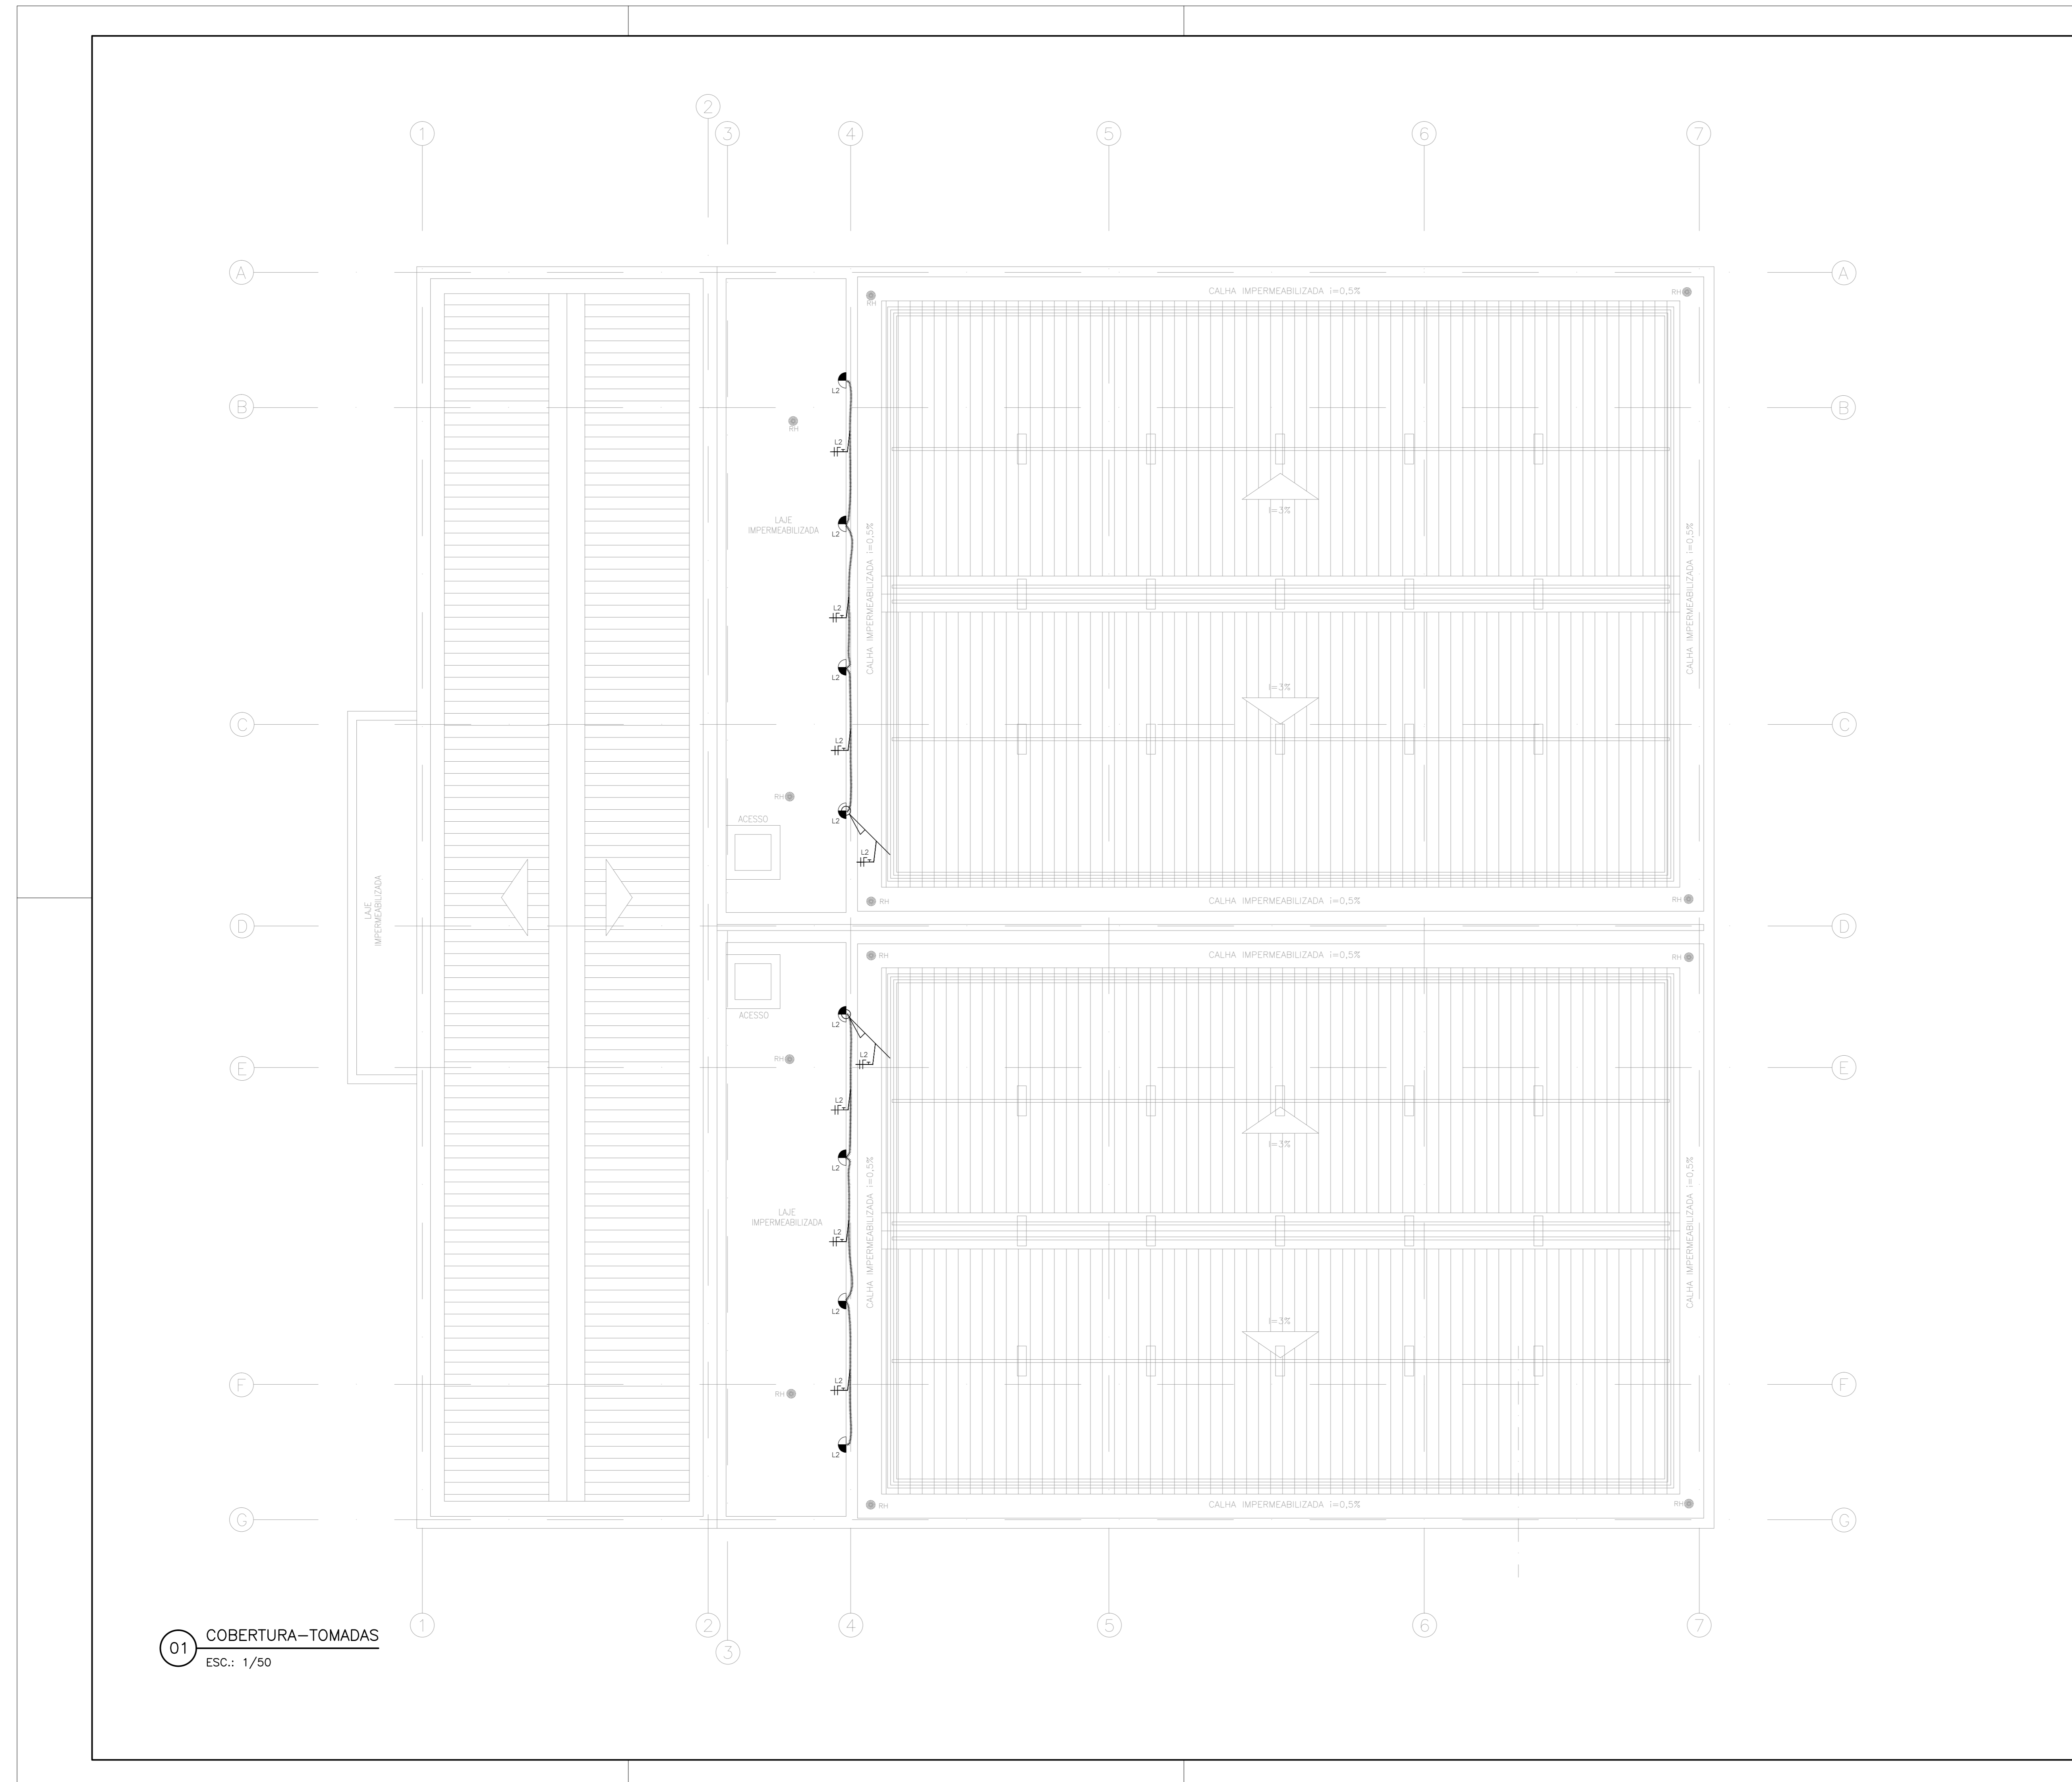 2
1
3
4
5
6
7
A
A
CALHA IMPERMEABILIZADA i=0,5%
RH
RH
L2
B
B
RH
L2
i=3%
LAJE
IMPERMEABILIZADA
L2
CALHA IMPERMEABILIZADA i=0,5%
CALHA IMPERMEABILIZADA i=0,5%
L2
L2
i=3%
C
C
L2
RH
ACESSO
L2
L2
LAJE
IMPERMEABILIZADA
RH
CALHA IMPERMEABILIZADA i=0,5%
RH
D
D
RH
CALHA IMPERMEABILIZADA i=0,5%
RH
ACESSO
L2
RH
L2
E
E
L2
i=3%
L2
CALHA IMPERMEABILIZADA i=0,5%
CALHA IMPERMEABILIZADA i=0,5%
LAJE
IMPERMEABILIZADA
L2
L2
i=3%
F
F
L2
RH
L2
RH
CALHA IMPERMEABILIZADA i=0,5%
RH
G
G
1
2
4
5
6
7
3
01
COBERTURA-TOMADAS
ESC.: 1/50